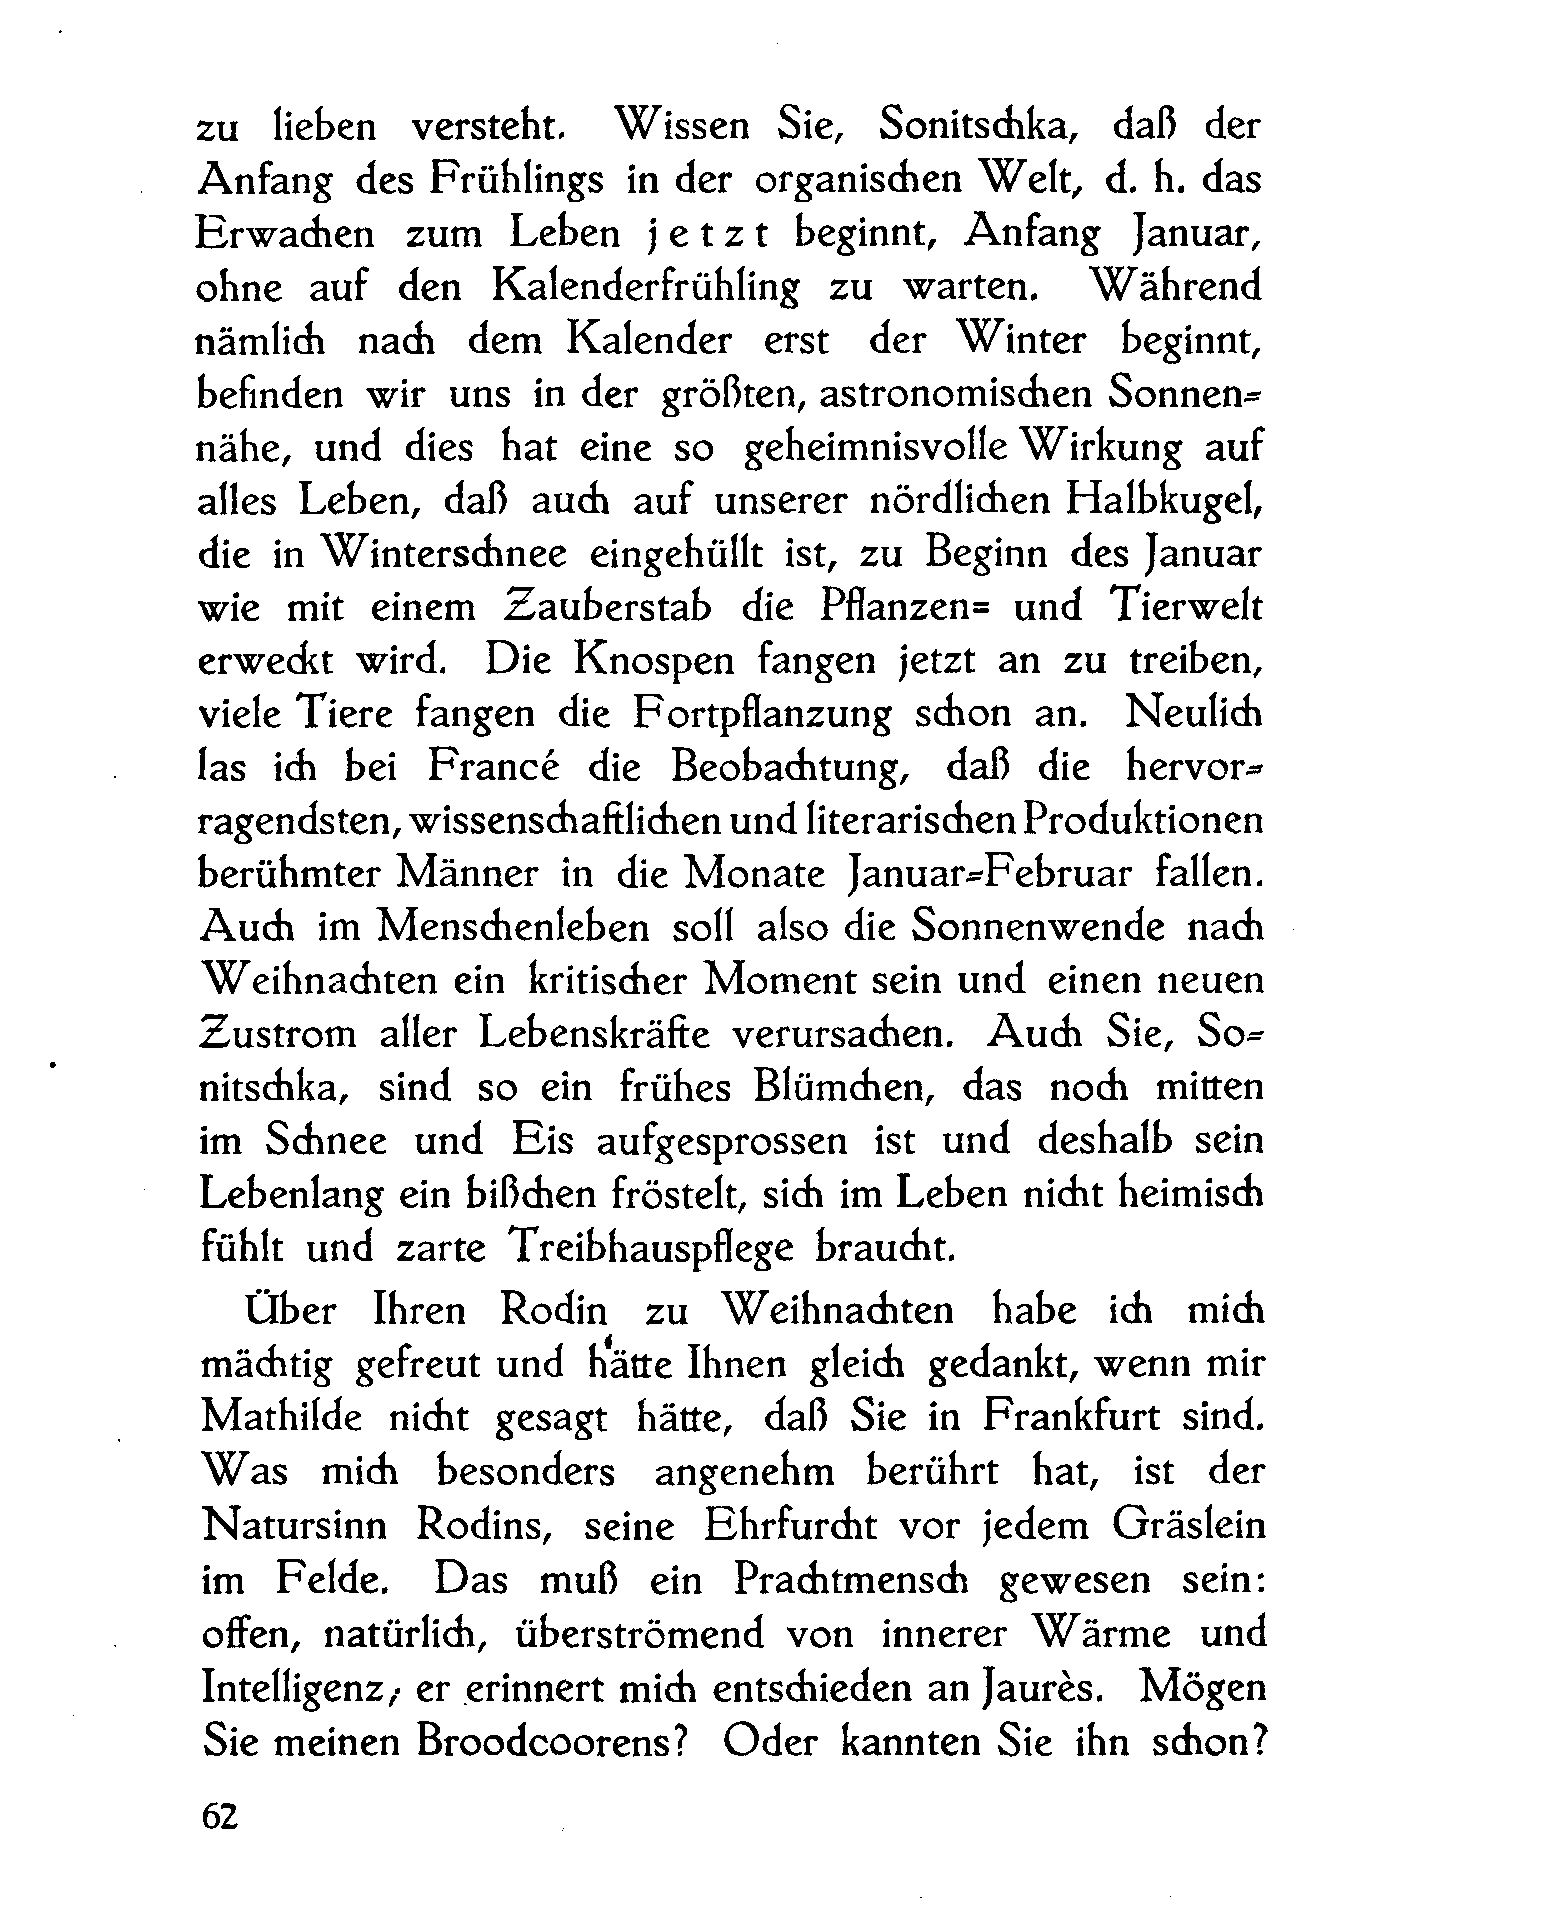 zu lieben versteht. Wissen Sie, Sonitschka, daß der
Anfang des Frühlings in der organischen Welt, d. h. das
Erwachen zum Leben j e t z t beginnt, Anfang Januar,
ohne auf den Kalenderfrühling zu warten. Während
nämlich nach dem Kalender erst der Winter beginnt,
befinden wir uns in der größten, astronomischen Sonnen=
nähe, und dies hat eine so geheimnisvolle Wirkung auf
alles Leben, daß auch auf unserer nördlichen Halbkugel,
die in Winterschnee eingehüllt ist, zu Beginn des Januar
wie mit einem Zauberstab die Pflanzen= und Tierwelt
erweckt wird. Die Knospen fangen jetzt an zu treiben,
viele Tiere fangen die Fortpflanzung schon an. Neulich
las ich bei Francé die Beobachtung, daß die hervor=
ragendsten, wissenschaftlichen und literarischen Produktionen
berühmter Männer in die Monate Januar=Februar fallen.
Auch im Menschenleben soll also die Sonnenwende nach
Weihnachten ein kritischer Moment sein und einen neuen
Zustrom aller Lebenskräfte verursachen. Auch Sie, So=
nitschka, sind so ein frühes Blümchen, das noch mitten
im Schnee und Eis aufgesprossen ist und deshalb sein
Lebenlang ein bißchen fröstelt, sich im Leben nicht heimisch
fühlt und zarte Treibhauspflege braucht.
Über Ihren Rodin zu Weihnachten habe ich mich
mächtig gefreut und hätte Ihnen gleich gedankt, wenn mir
Mathilde nicht gesagt hätte, daß Sie in Frankfurt sind.
Was mich besonders angenehm berührt hat, ist der
Natursinn Rodins, seine Ehrfurcht vor jedem Gräslein
im Felde. Das muß ein Prachtmensch gewesen sein:
offen, natürlich, überströmend von innerer Wärme und
Intelligenz; er erinnert mich entschieden an Jaurès. Mögen
Sie meinen Broodcoorens? Oder kannten Sie ihn schon?
62